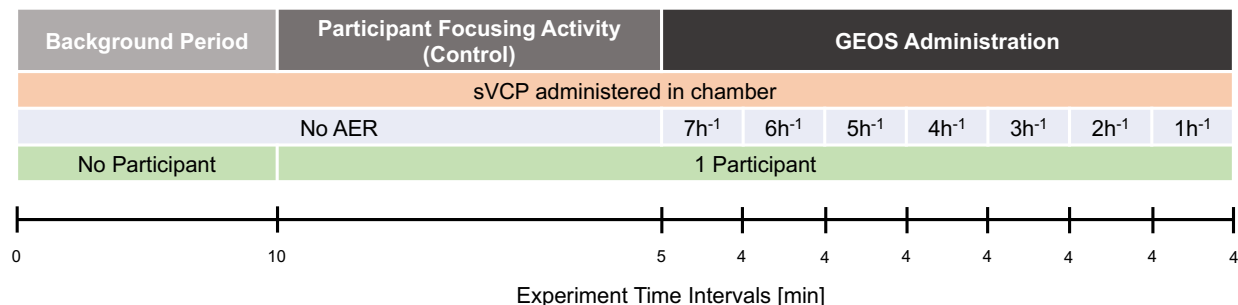 Background Period
Participant Focusing Activity
(Control)
GEOS Administration
sVCP administered in chamber
No AER
7h⁻¹
6h⁻¹
5h⁻¹
4h⁻¹
3h⁻¹
2h⁻¹
1h⁻¹
No Participant
1 Participant
0
10
5
4
4
4
4
4
4
4
Experiment Time Intervals [min]